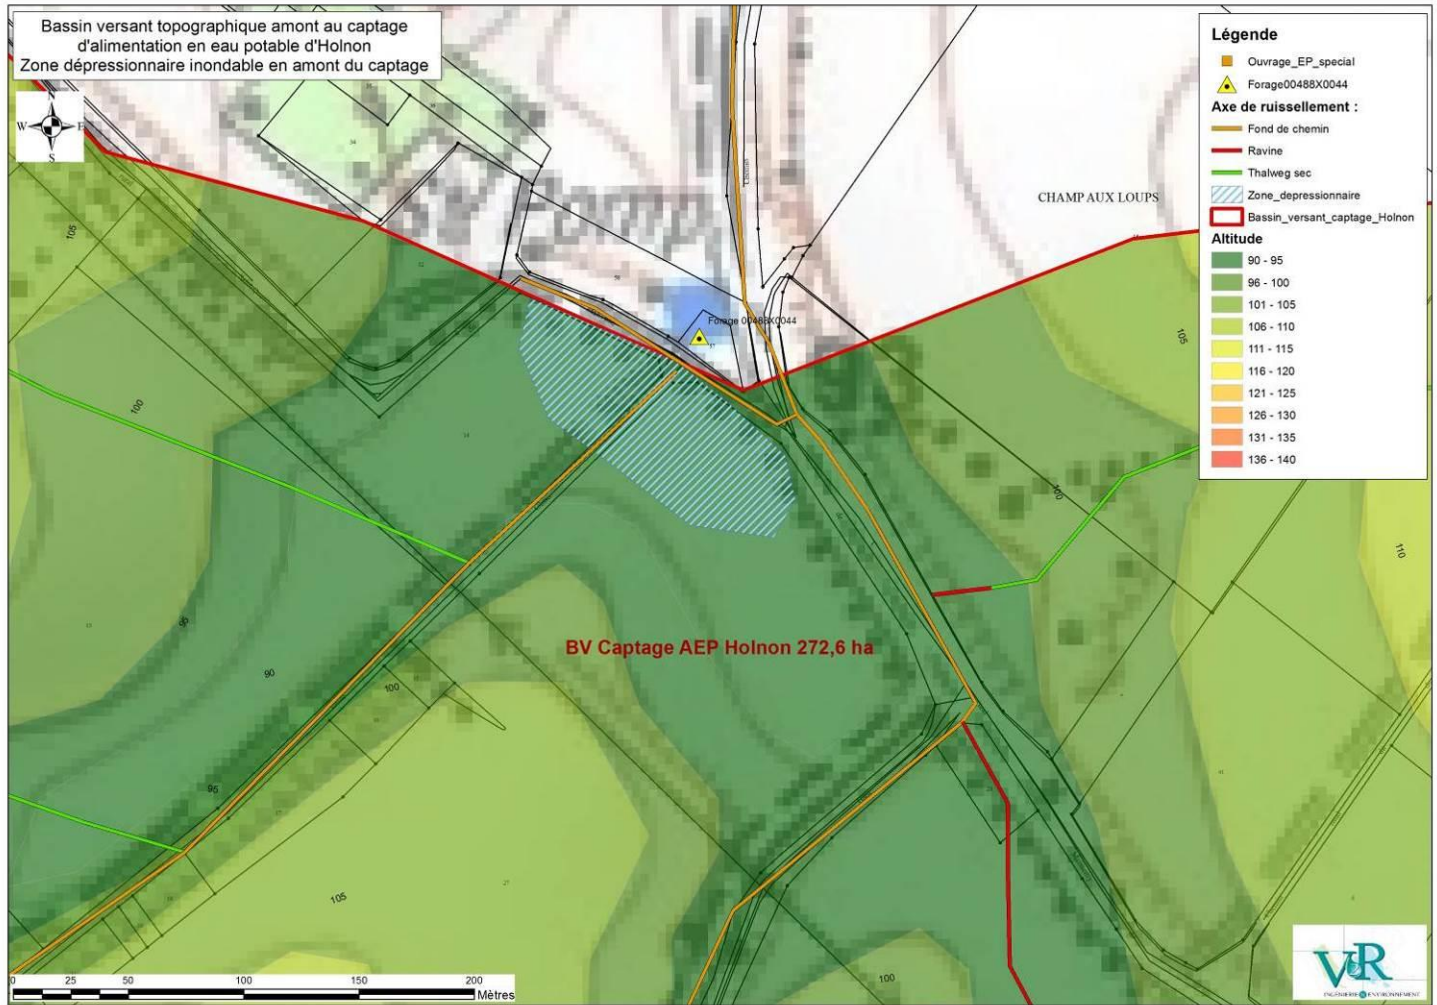 Bassin versant topographique amont au captage
d'alimentation en eau potable d'Holnon
Zone dépressionnaire inondable en amont du captage
N
W E
S
Légende
Ouvrage_EP_special
Forage00488X0044
Axe de ruissellement :
Fond de chemin
Ravine
Thalweg sec
Zone_depressionnaire
Bassin_versant_captage_Holnon
Altitude
90 - 95
96 - 100
101 - 105
106 - 110
111 - 115
116 - 120
121 - 125
126 - 130
131 - 135
136 - 140
CHAMP AUX LOUPS
105
Forage 00488X0044
105
100
100
110
95
BV Captage AEP Holnon 272,6 ha
90
100
95
105
100
0 25 50 100 150 200
Mètres
VR
INGÉNIERIE ENVIRONNEMENT